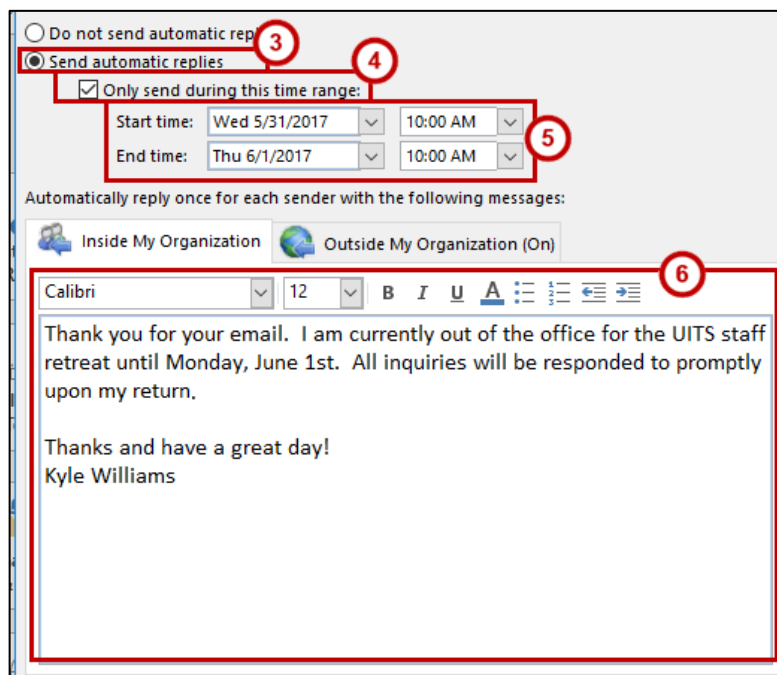 Do not send automatic repl
3
Send automatic replies
4
Only send during this time range:
Start time: Wed 5/31/2017 10:00 AM
5
End time: Thu 6/1/2017 10:00 AM
Automatically reply once for each sender with the following messages:
Inside My Organization Outside My Organization (On)
6
Calibri 12 B I U A
Thank you for your email. I am currently out of the office for the UITS staff
retreat until Monday, June 1st. All inquiries will be responded to promptly
upon my return.
Thanks and have a great day!
Kyle Williams